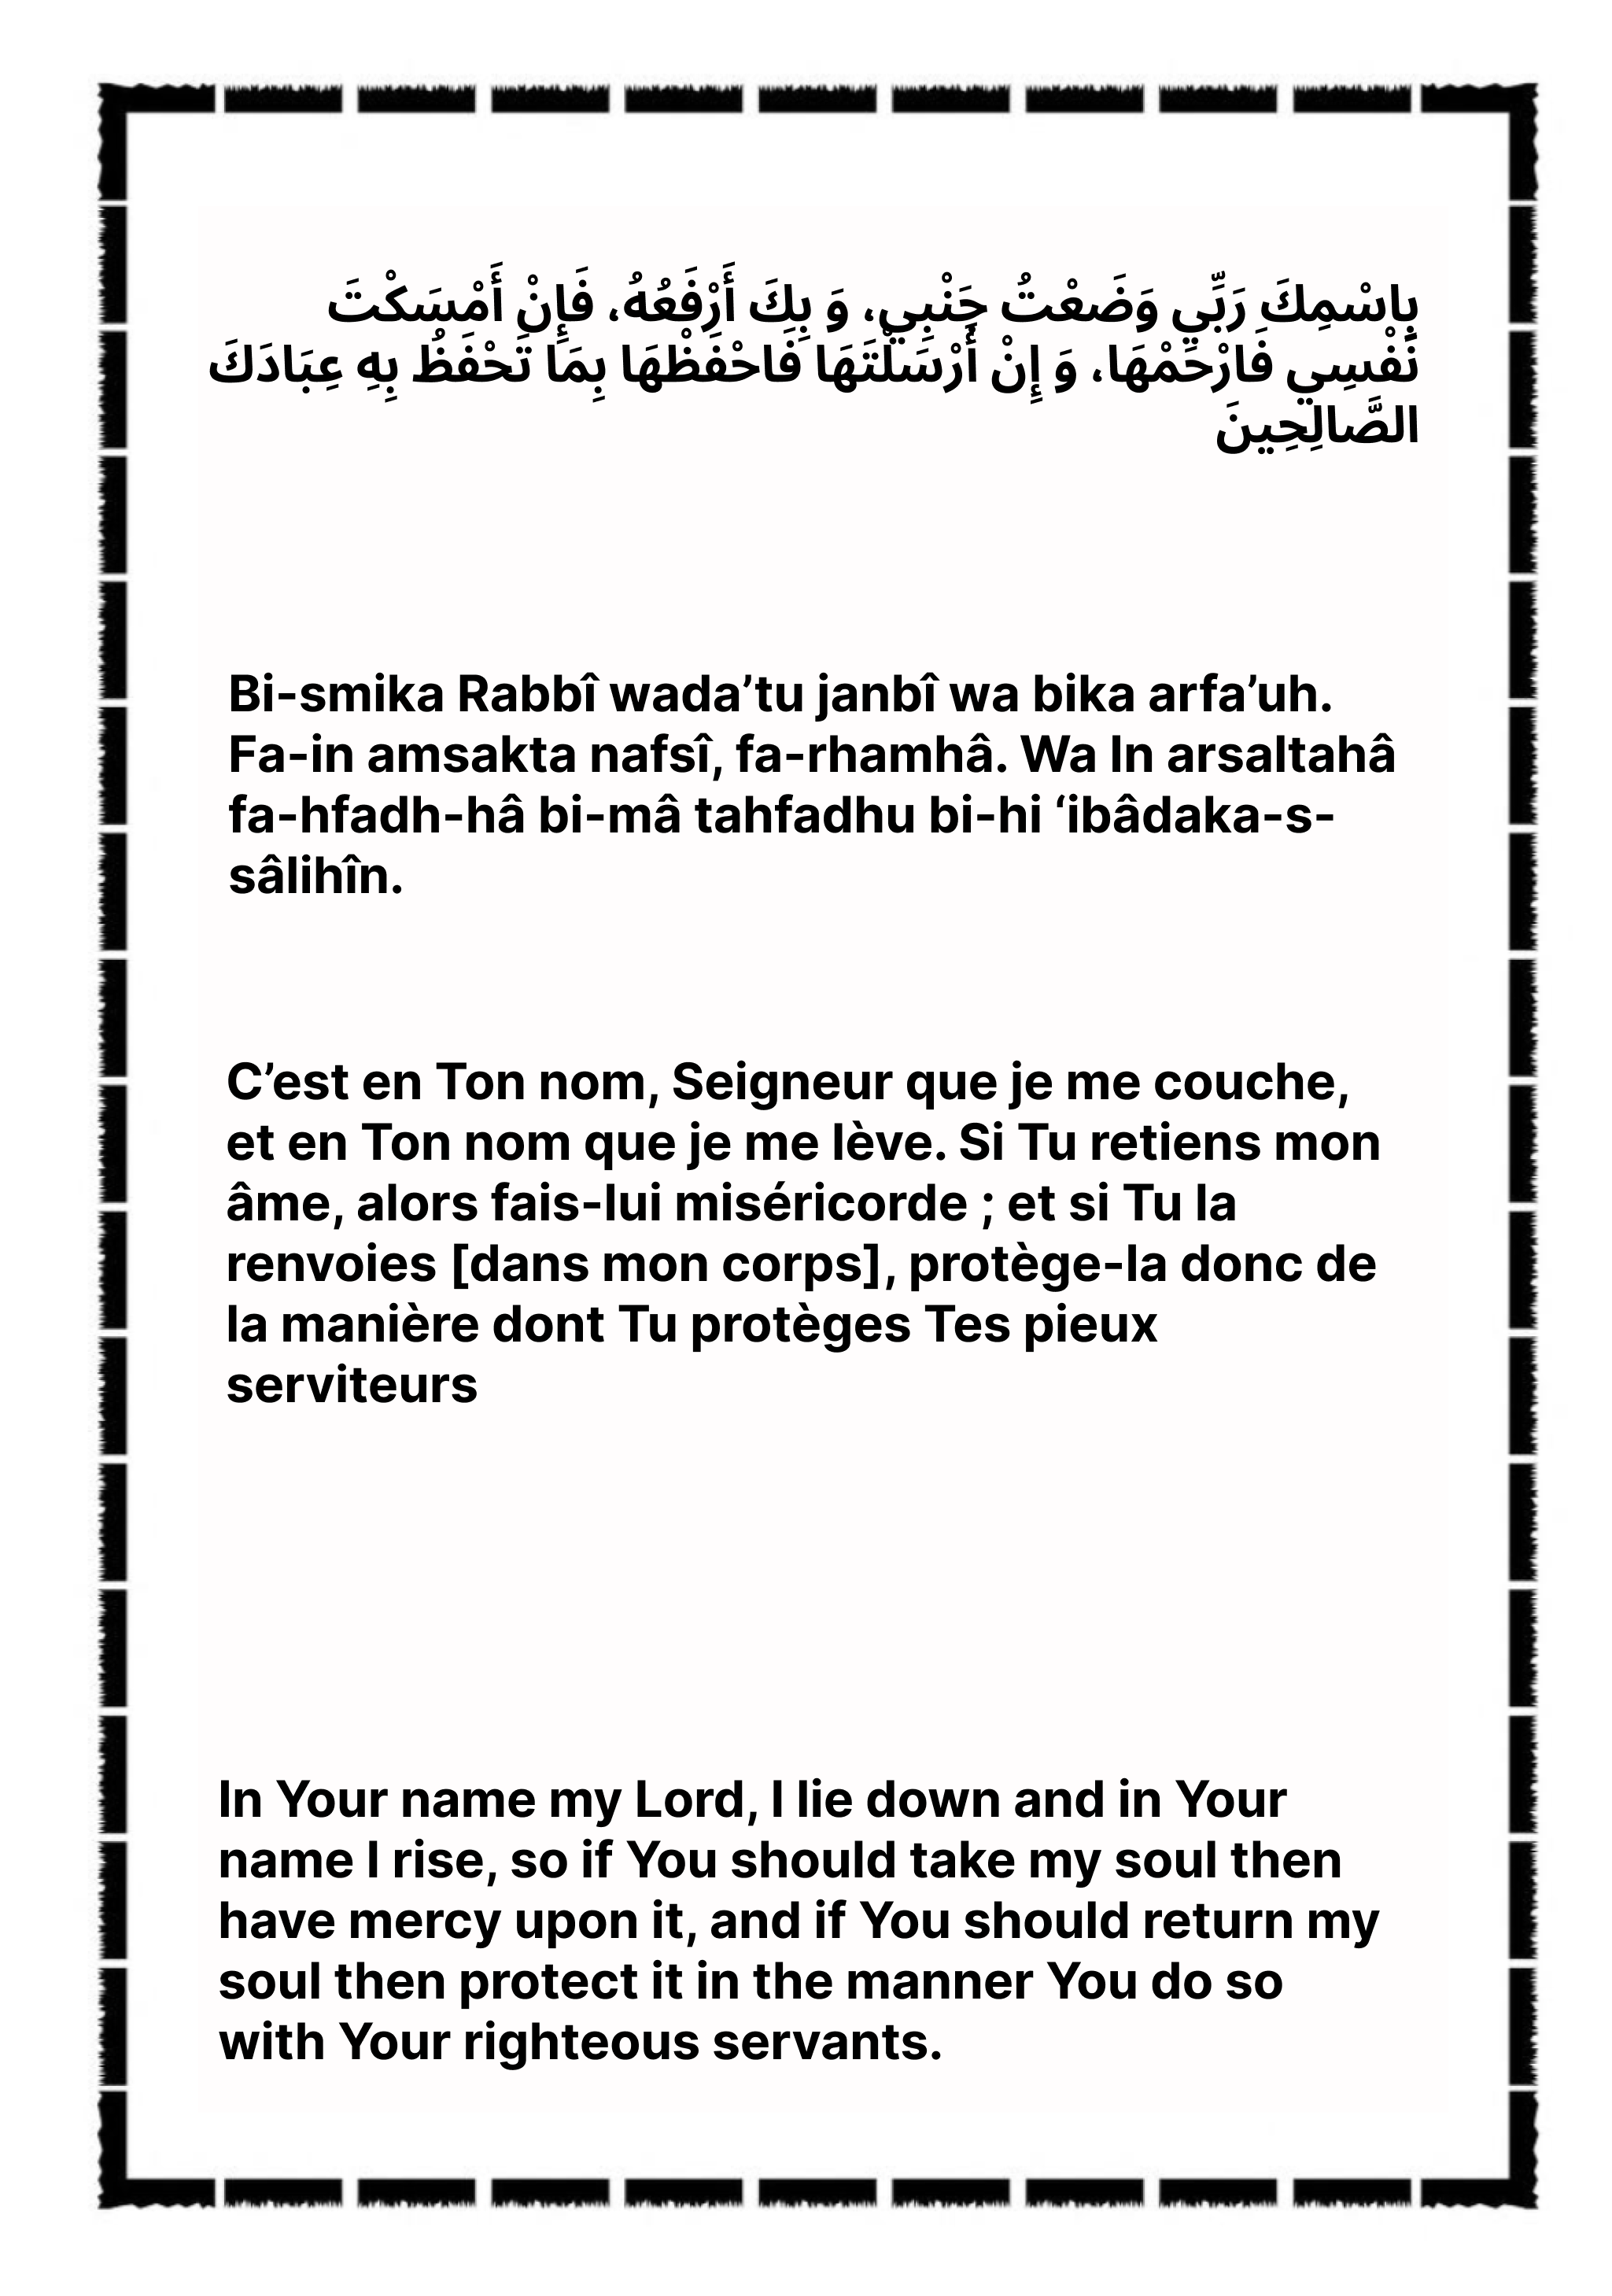 بِاسْمِكَ رَبِّي وَضَعْتُ جَنْبِي، وَ بِكَ أَرْفَعُهُ، فَإِنْ أَمْسَكْتَ
نَفْسِي فَارْحَمْهَا، وَ إِنْ أَرْسَلْتَهَا فَاحْفَظْهَا بِمَا تَحْفَظُ بِهِ عِبَادَكَ
الصَّالِحِينَ
Bi-smika Rabbî wada’tu janbî wa bika arfa’uh.
Fa-in amsakta nafsî, fa-rhamhâ. Wa In arsaltahâ
fa-hfadh-hâ bi-mâ tahfadhu bi-hi ‘ibâdaka-s-
sâlihîn.
C’est en Ton nom, Seigneur que je me couche,
et en Ton nom que je me lève. Si Tu retiens mon
âme, alors fais-lui miséricorde ; et si Tu la
renvoies [dans mon corps], protège-la donc de
la manière dont Tu protèges Tes pieux
serviteurs
In Your name my Lord, I lie down and in Your
name I rise, so if You should take my soul then
have mercy upon it, and if You should return my
soul then protect it in the manner You do so
with Your righteous servants.